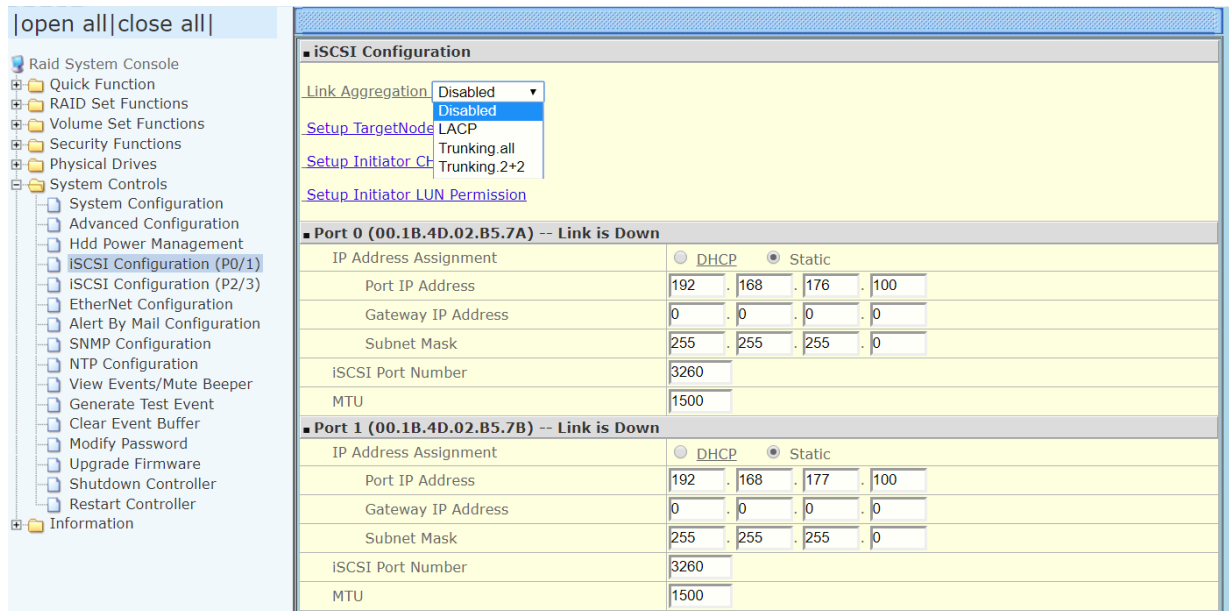 |open all|close all|
Raid System Console
Quick Function
RAID Set Functions
Volume Set Functions
Security Functions
Physical Drives
System Controls
System Configuration
Advanced Configuration
Hdd Power Management
iSCSI Configuration (P0/1)
iSCSI Configuration (P2/3)
EtherNet Configuration
Alert By Mail Configuration
SNMP Configuration
NTP Configuration
View Events/Mute Beeper
Generate Test Event
Clear Event Buffer
Modify Password
Upgrade Firmware
Shutdown Controller
Restart Controller
Information
iSCSI Configuration
Link Aggregation Disabled
Disabled
Setup TargetNode LACP
Trunking.all
Setup Initiator CH Trunking.2+2
Setup Initiator LUN Permission
Port 0 (00.1B.4D.02.B5.7A) -- Link is Down
IP Address Assignment DHCP Static
Port IP Address 192 . 168 . 176 . 100
Gateway IP Address 0 . 0 . 0 . 0
Subnet Mask 255 . 255 . 255 . 0
iSCSI Port Number 3260
MTU 1500
Port 1 (00.1B.4D.02.B5.7B) -- Link is Down
IP Address Assignment DHCP Static
Port IP Address 192 . 168 . 177 . 100
Gateway IP Address 0 . 0 . 0 . 0
Subnet Mask 255 . 255 . 255 . 0
iSCSI Port Number 3260
MTU 1500